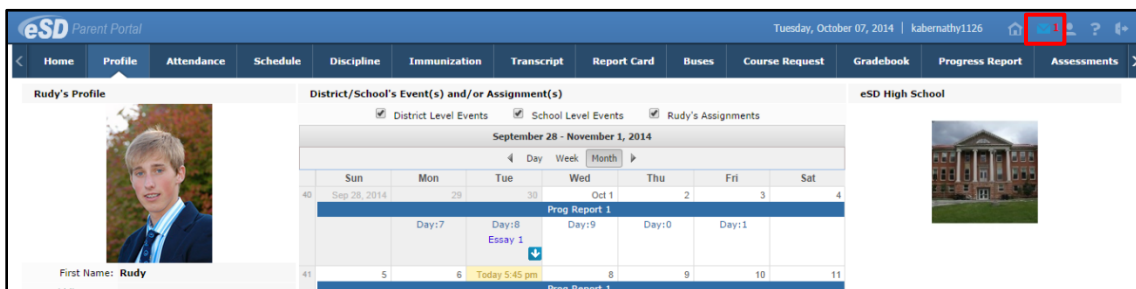 eSD Parent Portal
Tuesday, October 07, 2014 | kabernathy1126
1
?
Home Profile Attendance Schedule Discipline Immunization Transcript Report Card Buses Course Request Gradebook Progress Report Assessments
Rudy's Profile
District/School's Event(s) and/or Assignment(s)
eSD High School
District Level Events School Level Events Rudy's Assignments
September 28 - November 1, 2014
Day Week Month
Sun Mon Tue Wed Thu Fri Sat
40 Sep 28, 2014 29 30 Oct 1 2 3 4
Prog Report 1
Day:7 Day:8 Day:9 Day:0 Day:1
Essay 1
First Name: Rudy
41 5 6 Today 5:45 pm 8 9 10 11
Prog Report 1